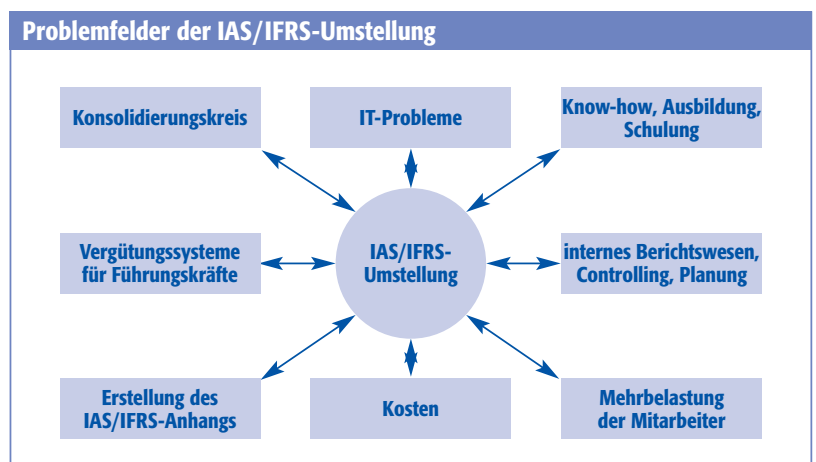 Problemfelder der IAS/IFRS-Umstellung
Konsolidierungskreis
IT-Probleme
Know-how, Ausbildung,
Schulung
Vergütungssysteme
für Führungskräfte
IAS/IFRS-
Umstellung
internes Berichtswesen,
Controlling, Planung
Erstellung des
IAS/IFRS-Anhangs
Kosten
Mehrbelastung
der Mitarbeiter